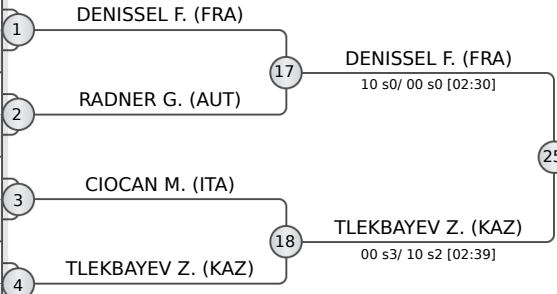 DENISSEL F. (FRA)
1
17
DENISSEL F. (FRA)
10 s0/ 00 s0 [02:30]
RADNER G. (AUT)
2
25
CIOCAN M. (ITA)
3
18
TLEKBAYEV Z. (KAZ)
00 s3/ 10 s2 [02:39]
TLEKBAYEV Z. (KAZ)
4